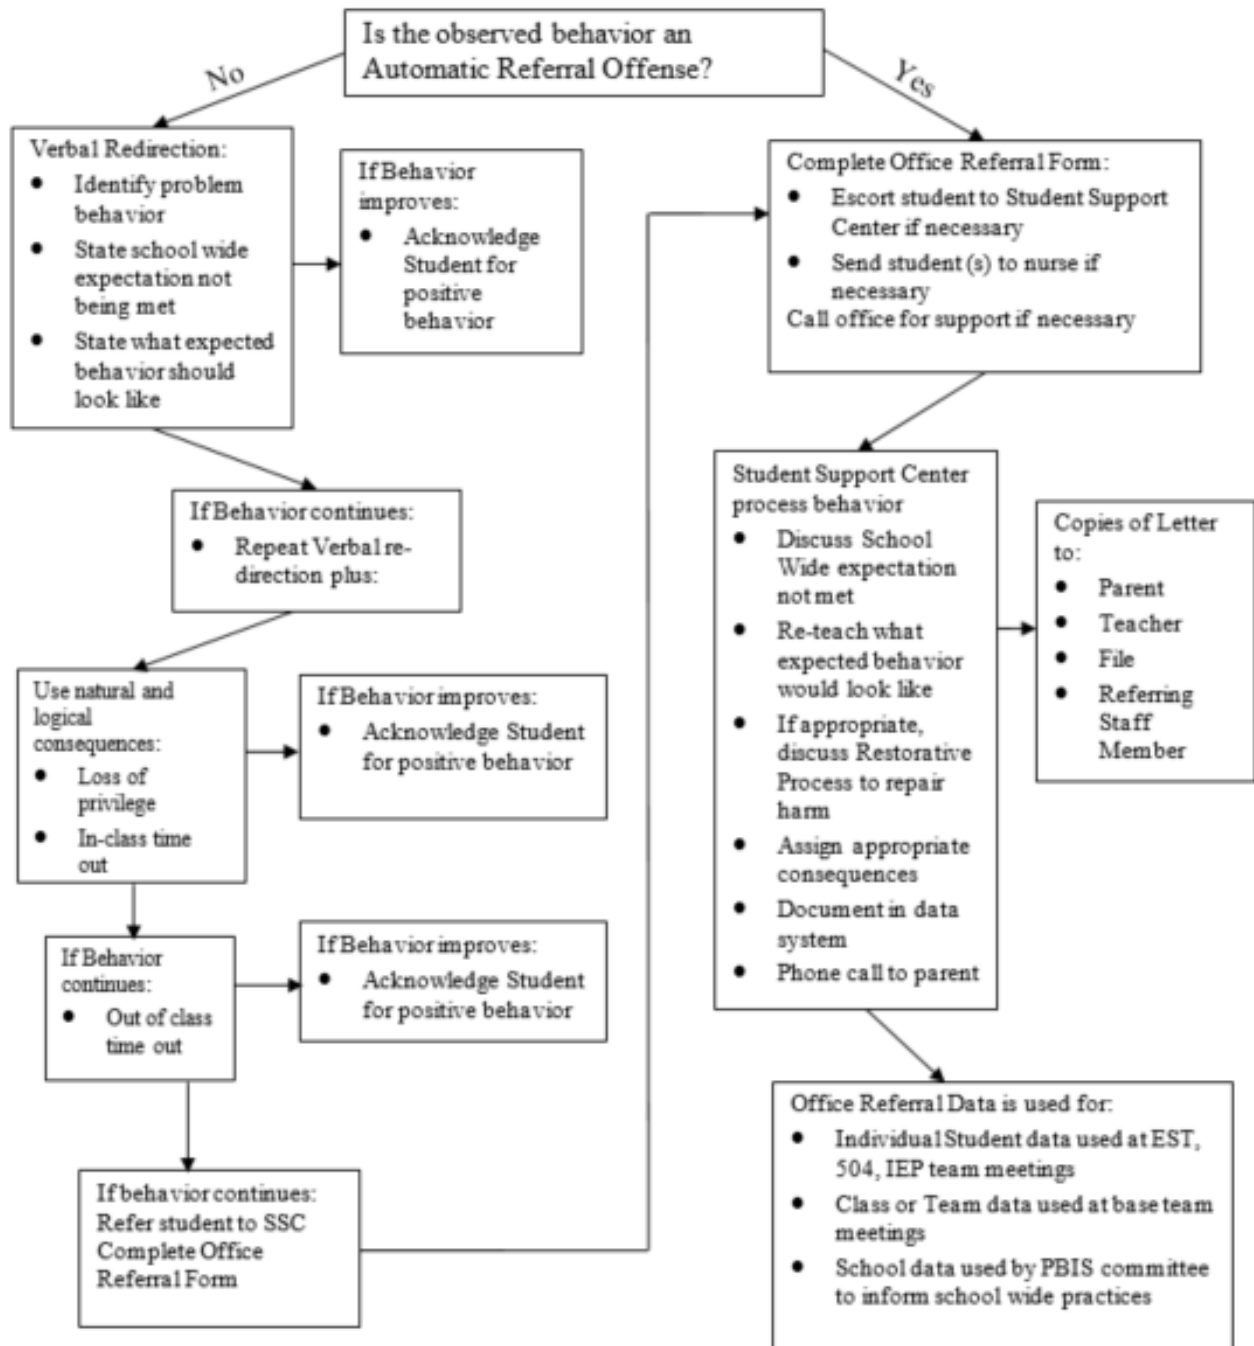 Is the observed behavior an
Automatic Referral Offense?
No
Yes
Verbal Redirection:
● Identify problem
behavior
● State school wide
expectation not
being met
● State what expected
behavior should
look like
If Behavior
improves:
● Acknowledge
Student for
positive
behavior
If Behavior continues:
● Repeat Verbal re-
direction plus:
Use natural and
logical
consequences:
● Loss of
privilege
● In-class time
out
If Behavior improves:
● Acknowledge Student
for positive behavior
If Behavior
continues:
● Out of class
time out
If Behavior improves:
● Acknowledge Student
for positive behavior
If behavior continues:
Refer student to SSC
Complete Office
Referral Form
Complete Office Referral Form:
● Escort student to Student Support
Center if necessary
● Send student (s) to nurse if
necessary
Call office for support if necessary
Student Support Center
process behavior
● Discuss School
Wide expectation
not met
● Re-teach what
expected behavior
would look like
● If appropriate,
discuss Restorative
Process to repair
harm
● Assign appropriate
consequences
● Document in data
system
● Phone call to parent
Copies of Letter
to:
● Parent
● Teacher
● File
● Referring
Staff
Member
Office Referral Data is used for:
● Individual Student data used at EST,
504, IEP team meetings
● Class or Team data used at base team
meetings
● School data used by PBIS committee
to inform school wide practices